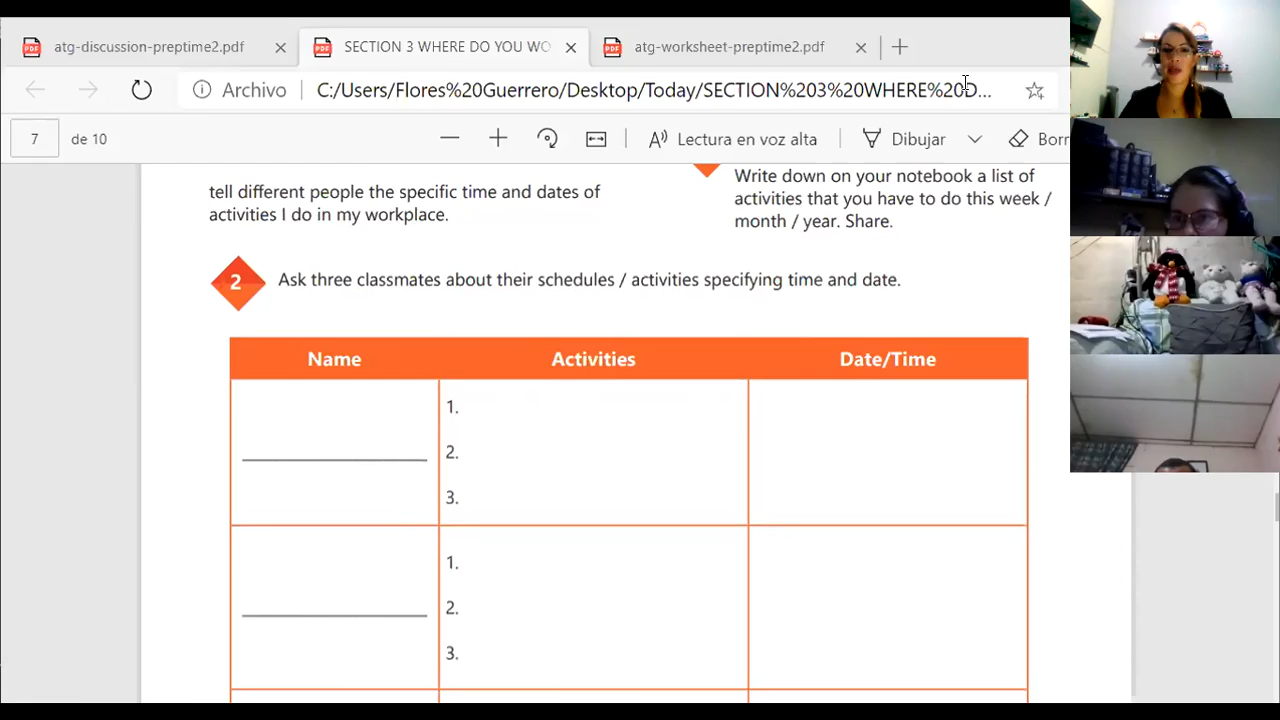 atg-discussion-preptime2.pdf
SECTION 3 WHERE DO YOU WO
atg-worksheet-preptime2.pdf
Archivo
C:/Users/Flores%20Guerrero/Desktop/Today/SECTION%203%20WHERE%20D...
7
de 10
Lectura en voz alta
Dibujar
Borr
tell different people the specific time and dates of
activities I do in my workplace.
Write down on your notebook a list of
activities that you have to do this week /
month / year. Share.
2
Ask three classmates about their schedules / activities specifying time and date.
Name
Activities
Date/Time
1.
2.
3.
1.
2.
3.